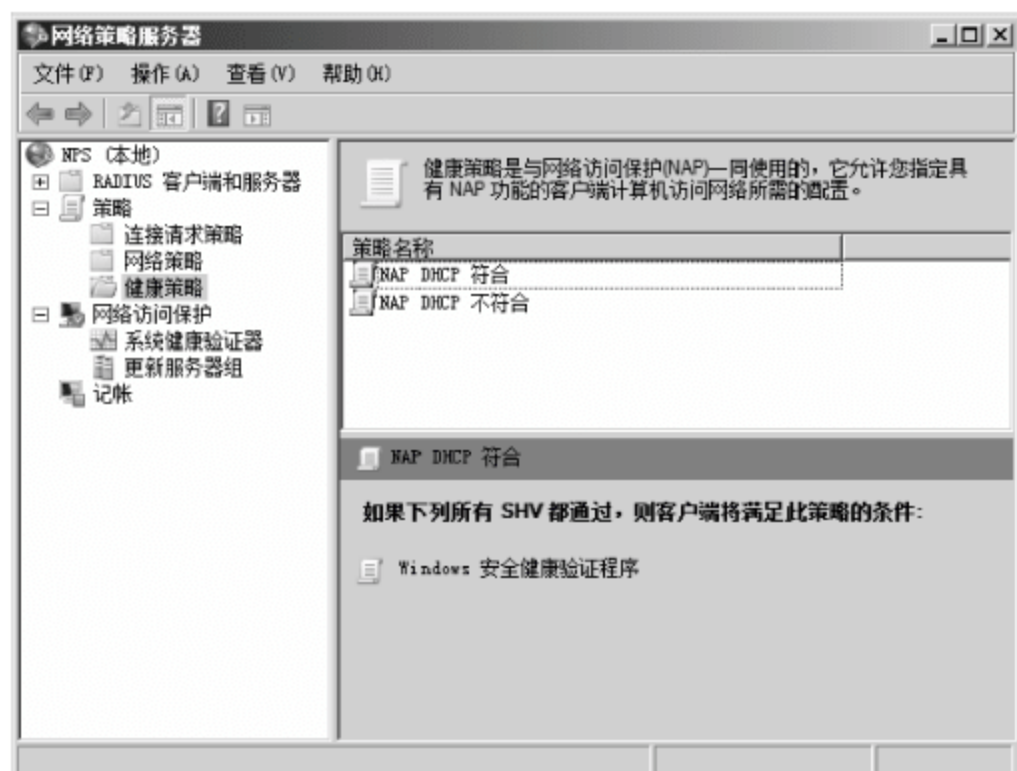 网络策略服务器
文件(F) 操作(A) 查看(V) 帮助(H)
NPS (本地)
RADIUS 客户端和服务器
策略
连接请求策略
网络策略
健康策略
网络访问保护
系统健康验证器
更新服务器组
记帐
健康策略是与网络访问保护(NAP)一同使用的，它允许您指定具
有 NAP 功能的客户端计算机访问网络所需的配置。
策略名称
NAP DHCP 符合
NAP DHCP 不符合
NAP DHCP 符合
如果下列所有 SHV 都通过，则客户端将满足此策略的条件:
Windows 安全健康验证程序